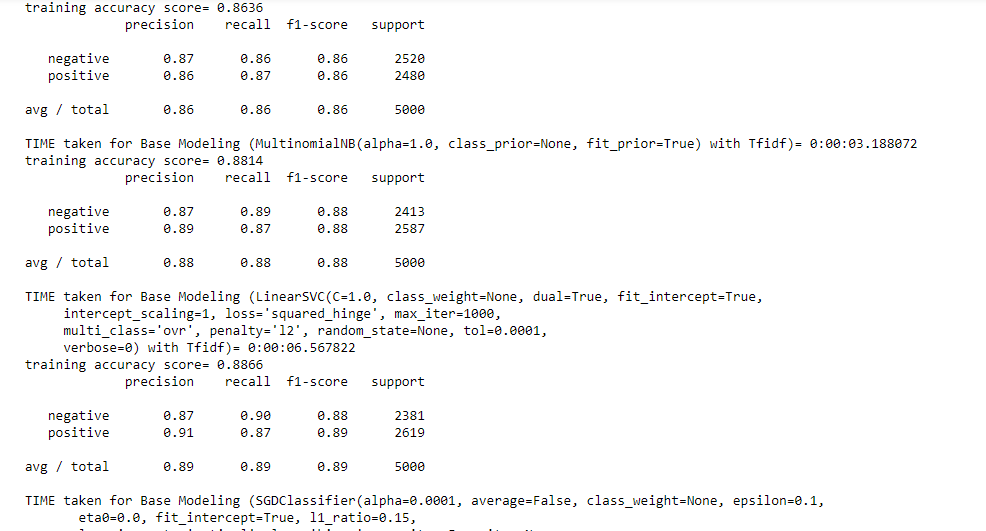 training accuracy score= 0.8636
precision recall f1-score support
negative 0.87 0.86 0.86 2520
positive 0.86 0.87 0.86 2480
avg / total 0.86 0.86 0.86 5000
TIME taken for Base Modeling (MultinomialNB(alpha=1.0, class_prior=None, fit_prior=True) with Tfidf)= 0:00:03.188072
training accuracy score= 0.8814
precision recall f1-score support
negative 0.87 0.89 0.88 2413
positive 0.89 0.87 0.88 2587
avg / total 0.88 0.88 0.88 5000
TIME taken for Base Modeling (LinearSVC(C=1.0, class_weight=None, dual=True, fit_intercept=True,
intercept_scaling=1, loss='squared_hinge', max_iter=1000,
multi_class='ovr', penalty='l2', random_state=None, tol=0.0001,
verbose=0) with Tfidf)= 0:00:06.567822
training accuracy score= 0.8866
precision recall f1-score support
negative 0.87 0.90 0.88 2381
positive 0.91 0.87 0.89 2619
avg / total 0.89 0.89 0.89 5000
TIME taken for Base Modeling (SGDClassifier(alpha=0.0001, average=False, class_weight=None, epsilon=0.1,
eta0=0.0, fit_intercept=True, l1_ratio=0.15,